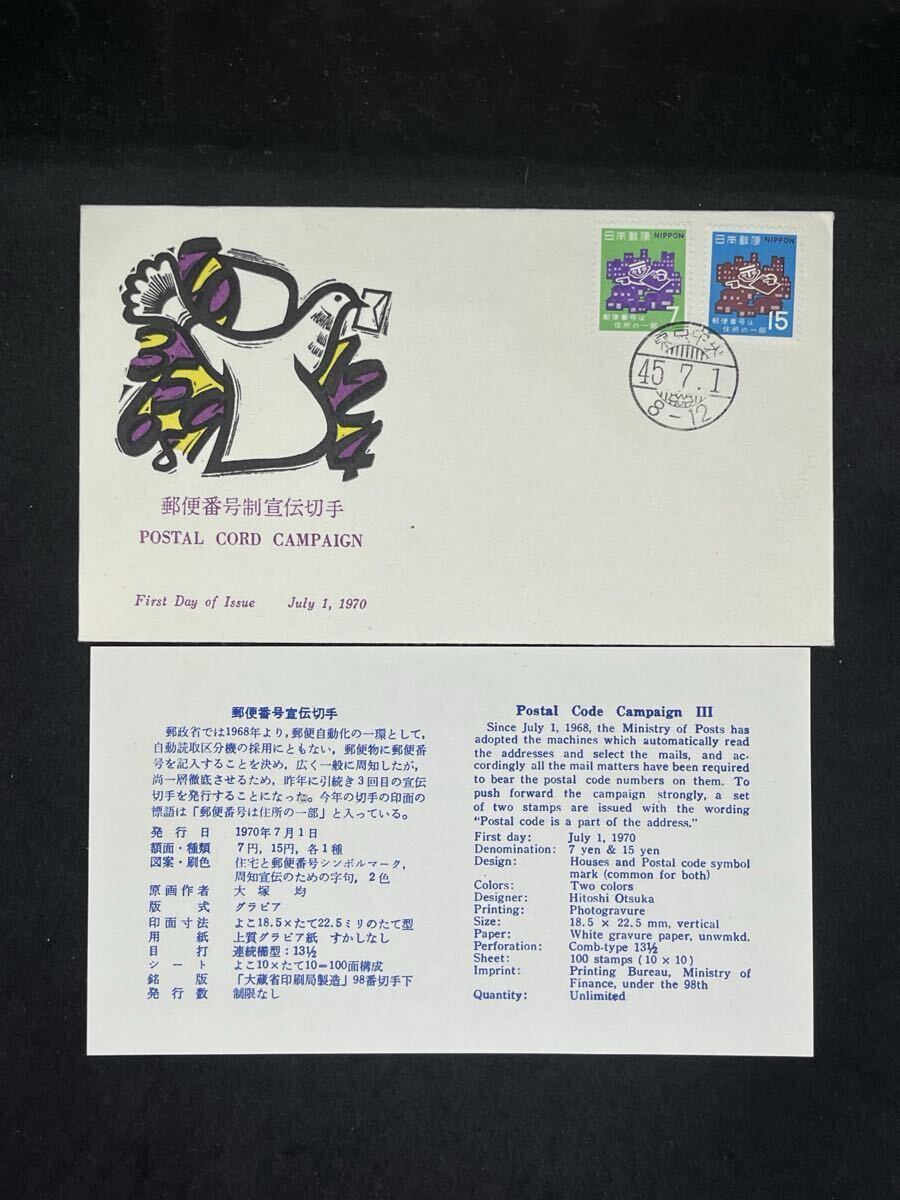 日本郵便 NIPPON
郵便番号は
住所の一部
7
日本郵便 NIPPON
郵便番号は
住所の一部
15
東京中央
45.7.1
8-12
郵便番号制宣伝切手
POSTAL CORD CAMPAIGN
First Day of Issue July 1, 1970
郵便番号宣伝切手
郵政省では1968年より,郵便自動化の一環として,
自動読取区分機の採用にともない,郵便物に郵便番
号を記入することを決め,広く一般に周知したが,
尚一層徹底させるため,昨年に引続き3回目の宣伝
切手を発行することになった。今年の切手の印面の
標語は「郵便番号は住所の一部」と入っている。
発行日 1970年7月1日
額面・種類 7円,15円,各1種
図案・刷色 住宅と郵便番号シンボルマーク,
周知宣伝のための字句,2色
原画作者 大塚均
版式 グラビア
印面寸法 よこ18.5×たて22.5ミリのたて型
用紙 上質グラビア紙 すかしなし
目打 連続櫛型:13½
シート よこ10×たて10=100面構成
銘版 「大蔵省印刷局製造」98番切手下
発行数 制限なし
Postal Code Campaign III
Since July 1, 1968, the Ministry of Posts has
adopted the machines which automatically read
the addresses and select the mails, and ac-
cordingly all the mail matters have been required
to bear the postal code numbers on them. To
push forward the campaign strongly, a set
of two stamps are issued with the wording
"Postal code is a part of the address."
First day: July 1, 1970
Denomination: 7 yen & 15 yen
Design: Houses and Postal code symbol
mark (common for both)
Colors: Two colors
Designer: Hitoshi Otsuka
Printing: Photogravure
Size: 18.5 × 22.5 mm, vertical
Paper: White gravure paper, unwmkd.
Perforation: Comb-type 13½
Sheet: 100 stamps (10 × 10)
Imprint: Printing Bureau, Ministry of
Finance, under the 98th
Quantity: Unlimited